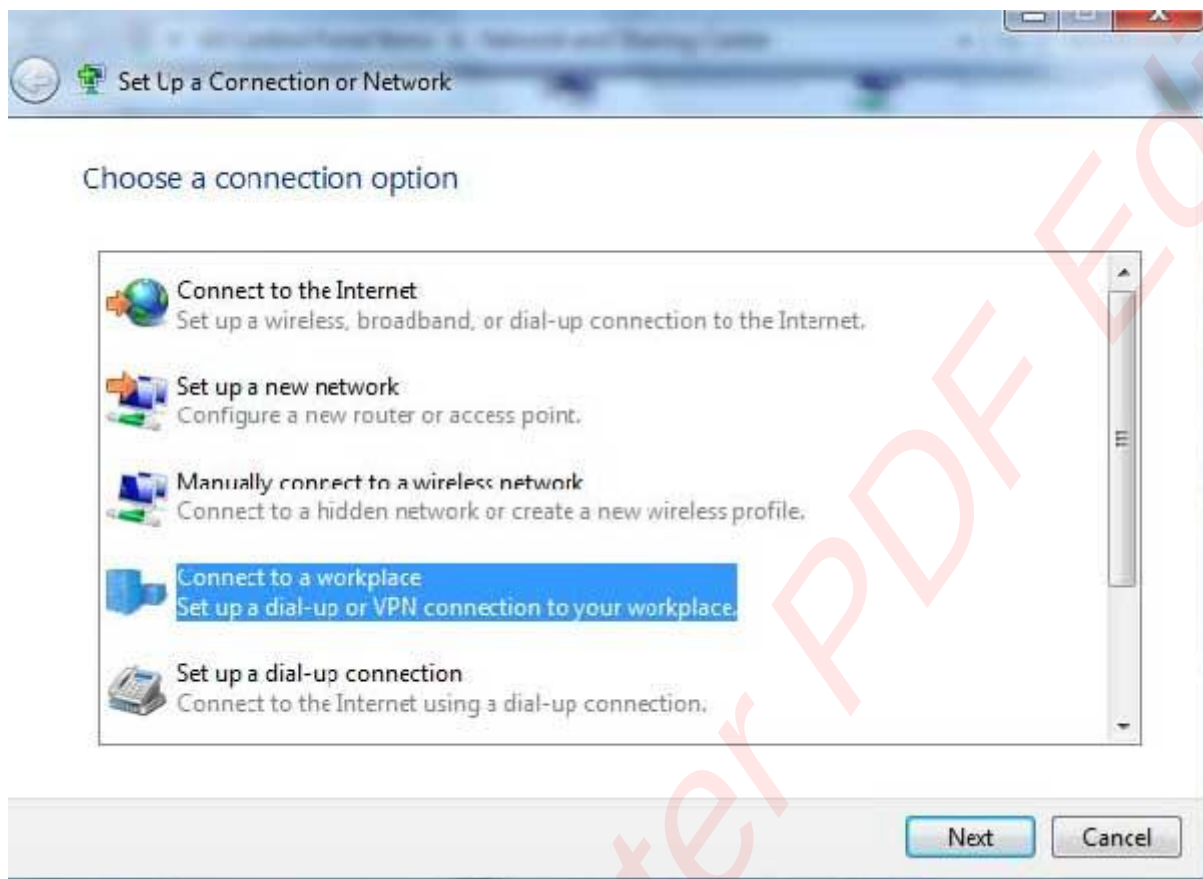 Set Up a Connection or Network
Choose a connection option
Connect to the Internet
Set up a wireless, broadband, or dial-up connection to the Internet.
Set up a new network
Configure a new router or access point.
Manually connect to a wireless network
Connect to a hidden network or create a new wireless profile.
Connect to a workplace
Set up a dial-up or VPN connection to your workplace.
Set up a dial-up connection
Connect to the Internet using a dial-up connection.
Next
Cancel
ter PDF Ed